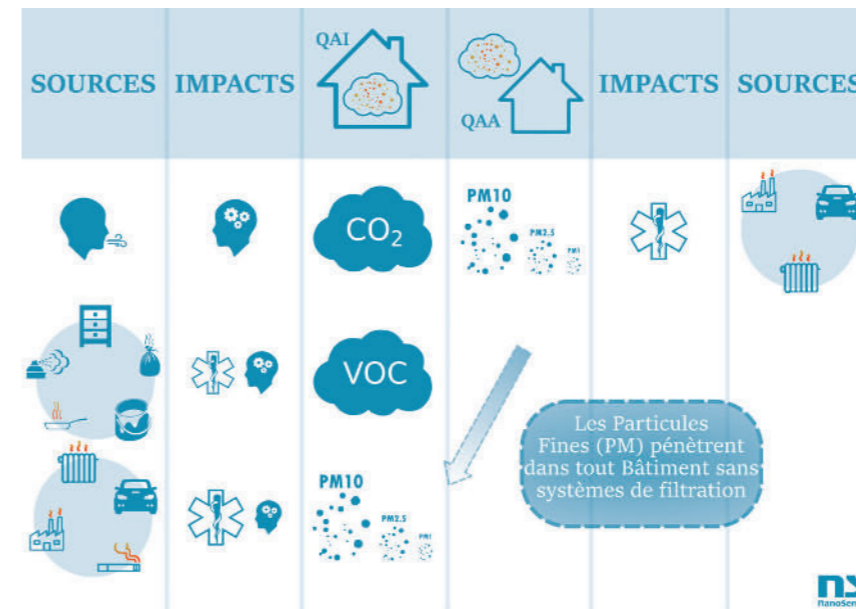 SOURCES
IMPACTS
QAI
QAA
IMPACTS
SOURCES
CO₂
PM10
PM2.5
PM1
VOC
Les Particules
Fines (PM) pénètrent
dans tout Bâtiment sans
systèmes de filtration
PM10
PM2.5
PM1